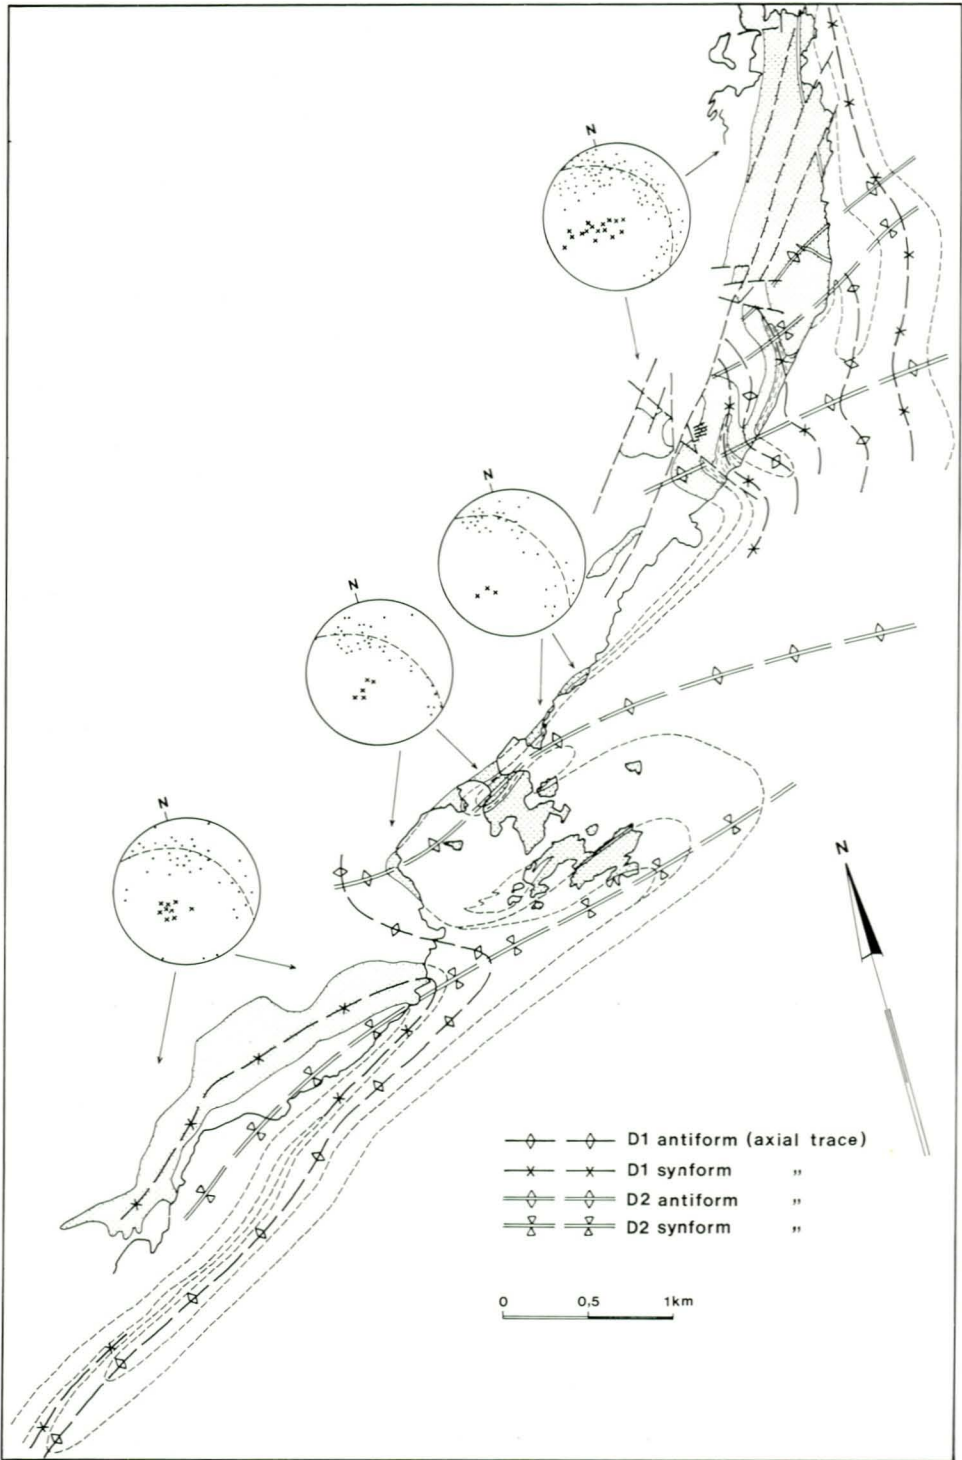 N
N
N
N
N
D1 antiform (axial trace)
D1 synform "
D2 antiform "
D2 synform "
0 0,5 1km